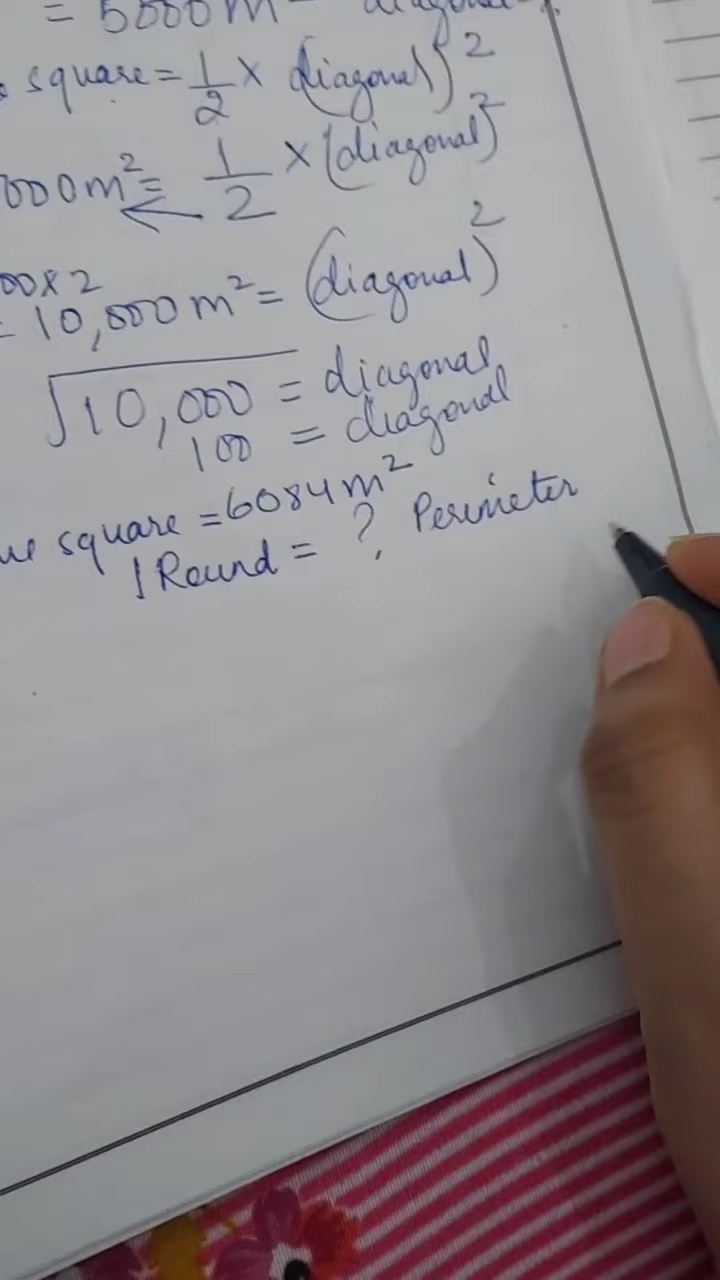 = 5000 m
square = 1/2 × (diagonal)²
000 m² = 1/2 × (diagonal)²
00×2
= 10,000 m² = (diagonal)²
√10,000 = diagonal
100 = diagonal
square = 6084 m²
1 Round = ? Perimeter